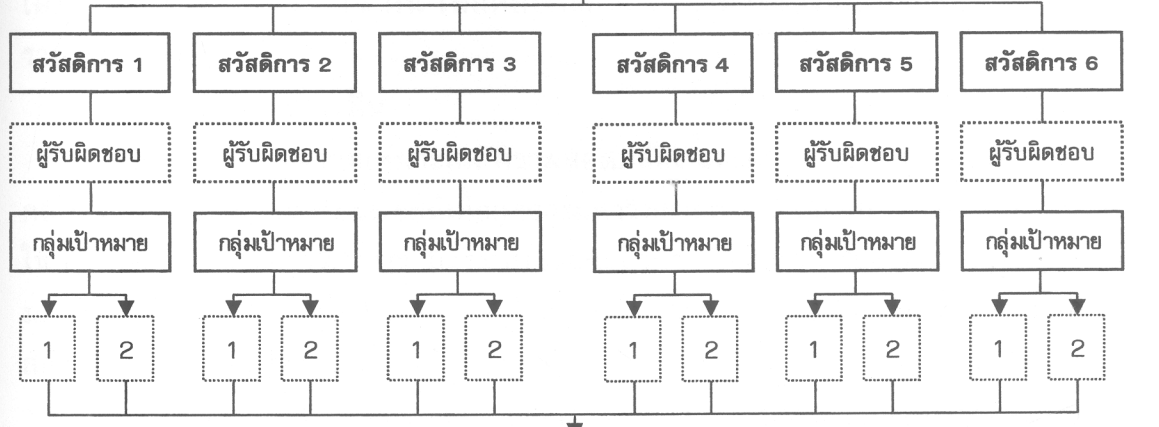 สวัสดิการ 1 สวัสดิการ 2 สวัสดิการ 3 สวัสดิการ 4 สวัสดิการ 5 สวัสดิการ 6
ผู้รับผิดชอบ ผู้รับผิดชอบ ผู้รับผิดชอบ ผู้รับผิดชอบ ผู้รับผิดชอบ ผู้รับผิดชอบ
กลุ่มเป้าหมาย กลุ่มเป้าหมาย กลุ่มเป้าหมาย กลุ่มเป้าหมาย กลุ่มเป้าหมาย กลุ่มเป้าหมาย
1 2 1 2 1 2 1 2 1 2 1 2